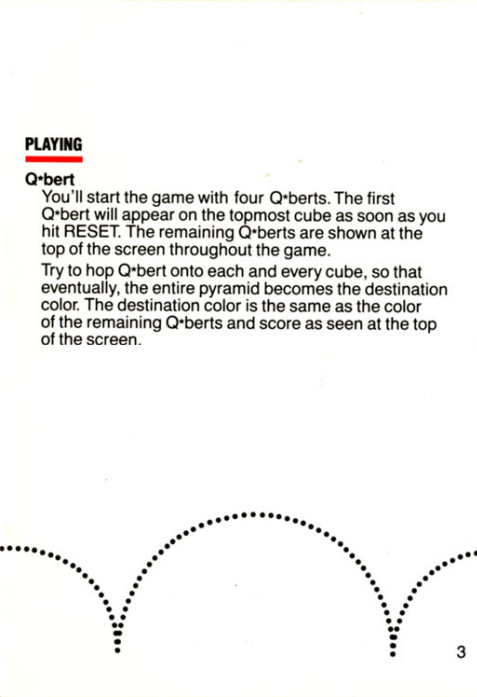 PLAYING
Q*bert
You'll start the game with four Q*berts. The first
Q*bert will appear on the topmost cube as soon as you
hit RESET. The remaining Q*berts are shown at the
top of the screen throughout the game.
Try to hop Q*bert onto each and every cube, so that
eventually, the entire pyramid becomes the destination
color. The destination color is the same as the color
of the remaining Q*berts and score as seen at the top
of the screen.
3